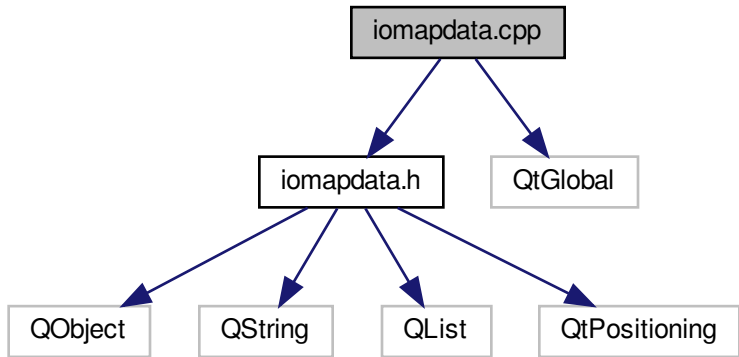 iomapdata.cpp
iomapdata.h
QtGlobal
QObject
QString
QList
QtPositioning